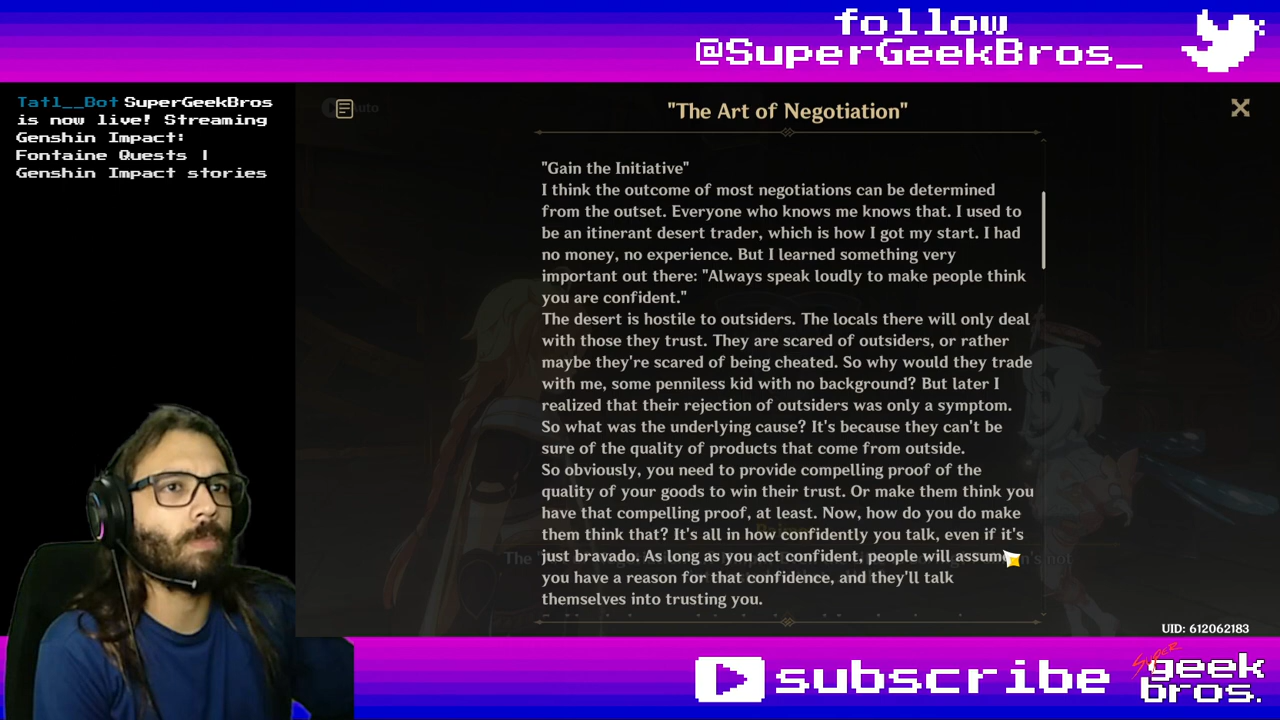 follow
@SuperGeekBros_
Tatl__Bot SuperGeekBros
is now live! Streaming
Genshin Impact:
Fontaine Quests |
Genshin Impact stories
Auto
"The Art of Negotiation"
"Gain the Initiative"
I think the outcome of most negotiations can be determined
from the outset. Everyone who knows me knows that. I used to
be an itinerant desert trader, which is how I got my start. I had
no money, no experience. But I learned something very
important out there: "Always speak loudly to make people think
you are confident."
The desert is hostile to outsiders. The locals there will only deal
with those they trust. They are scared of outsiders, or rather
maybe they're scared of being cheated. So why would they trade
with me, some penniless kid with no background? But later I
realized that their rejection of outsiders was only a symptom.
So what was the underlying cause? It's because they can't be
sure of the quality of products that come from outside.
So obviously, you need to provide compelling proof of the
quality of your goods to win their trust. Or make them think you
have that compelling proof, at least. Now, how do you do make
them think that? It's all in how confidently you talk, even if it's
just bravado. As long as you act confident, people will assume
you have a reason for that confidence, and they'll talk
themselves into trusting you.
UID: 612062183
subscribe
super
geek
bros.